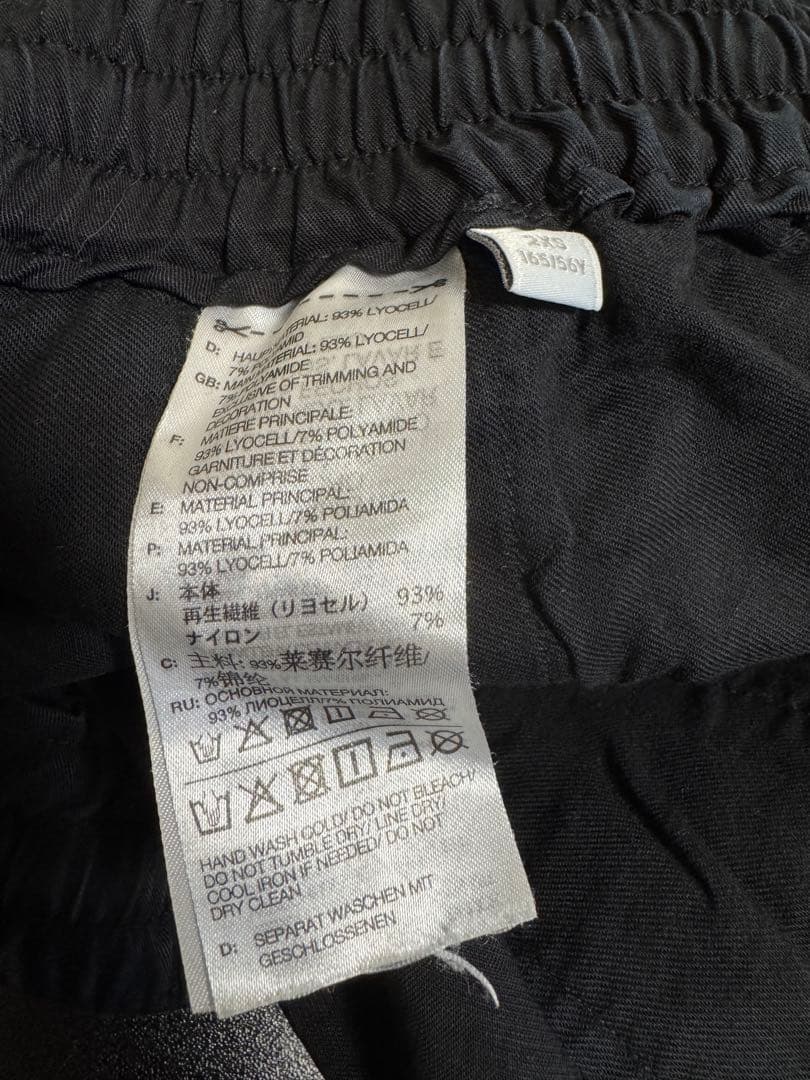 2XS
165/56Y
D: HAUPTMATERIAL: 93% LYOCELL/
7% POLYAMID
GB: MAIN MATERIAL: 93% LYOCELL/
7% POLYAMIDE
EXCLUSIVE OF TRIMMING AND
DECORATION
F: MATIERE PRINCIPALE:
93% LYOCELL/7% POLYAMIDE
GARNITURE ET DÉCORATION
NON-COMPRISE
E: MATERIAL PRINCIPAL:
93% LYOCELL/7% POLIAMIDA
P: MATERIAL PRINCIPAL:
93% LYOCELL/7% POLIAMIDA
J: 本体
再生繊維（リヨセル） 93%
ナイロン 7%
C: 主料: 93%莱赛尔纤维/
7%锦纶
RU: ОСНОВНОЙ МАТЕРИАЛ:
93% ЛИОЦЕЛЛ/7% ПОЛИАМИД
HAND WASH COLD/ DO NOT BLEACH/
DO NOT TUMBLE DRY/ LINE DRY/
COOL IRON IF NEEDED/ DO NOT
DRY CLEAN
D: SEPARAT WASCHEN MIT
GESCHLOSSENEN